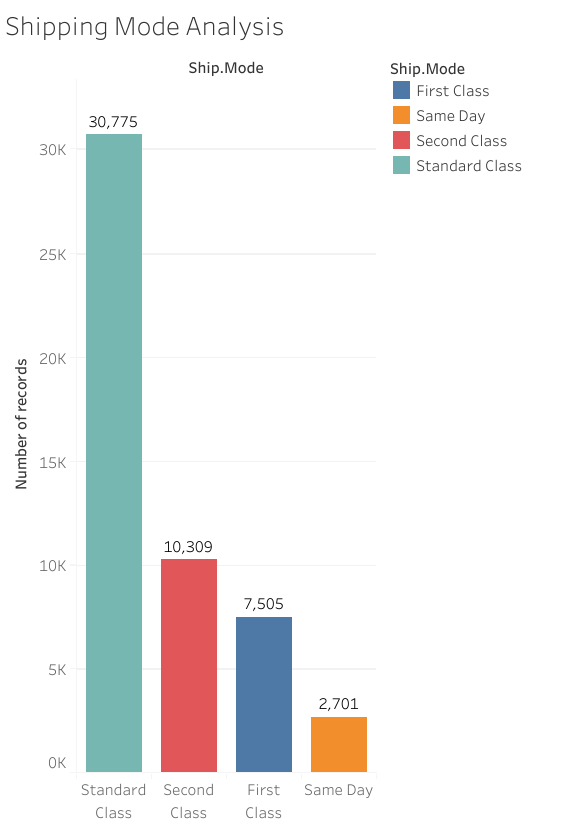 Shipping Mode Analysis
Ship.Mode
Ship.Mode
First Class
Same Day
Second Class
Standard Class
30,775
10,309
7,505
2,701
Number of records
30K
25K
20K
15K
10K
5K
0K
Standard
Class
Second
Class
First
Class
Same Day